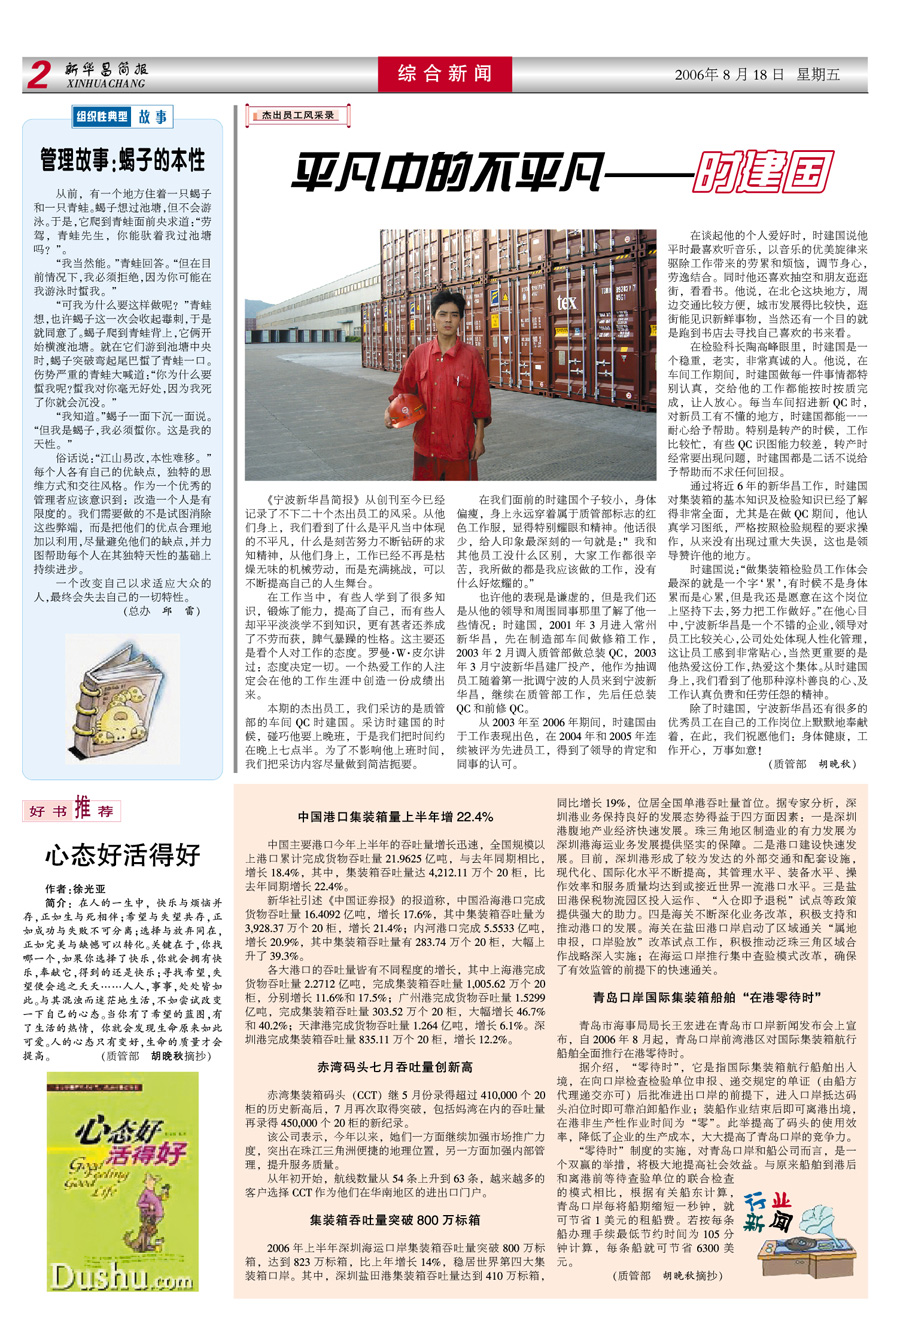 2
新华昌简报
XINHUACHANG
综合新闻
2006年8月18日 星期五
组织性典型 故事
管理故事：蝎子的本性
从前，有一个地方住着一只蝎子
和一只青蛙。蝎子想过池塘，但不会游
泳。于是，它爬到青蛙面前央求道：“劳
驾，青蛙先生，你能驮着我过池塘
吗？”。
“我当然能。”青蛙回答。“但在目
前情况下，我必须拒绝，因为你可能在
我游泳时蜇我。”
“可我为什么要这样做呢？”青蛙
想，也许蝎子这一次会收起毒刺，于是
就同意了。蝎子爬到青蛙背上，它俩开
始横渡池塘。就在它们游到池塘中央
时，蝎子突破弯起尾巴蜇了青蛙一口。
伤势严重的青蛙大喊道：“你为什么要
蜇我呢？蜇我对你毫无好处，因为我死
了你就会沉没。”
“我知道。”蝎子一面下沉一面说。
“但我是蝎子，我必须蜇你。这是我的
天性。”
俗话说：“江山易改，本性难移。”
每个人各有自己的优缺点，独特的思
维方式和交往风格。作为一个优秀的
管理者应该意识到：改造一个人是有
限度的。我们需要做的不是试图消除
这些弊端，而是把他们的优点合理地
加以利用，尽量避免他们的缺点，并力
图帮助每个人在其独特天性的基础上
持续进步。
一个改变自己以求适应大众的
人，最终会失去自己的一切特性。
（总办 邱 雷）
杰出员工风采录
平凡中的不平凡——时建国
tex
《宁波新华昌简报》从创刊至今已经
记录了不下二十个杰出员工的风采。从他
们身上，我们看到了什么是平凡当中体现
的不平凡，什么是刻苦努力不断钻研的求
知精神，从他们身上，工作已经不再是枯
燥无味的机械劳动，而是充满挑战，可以
不断提高自己的人生舞台。
在工作当中，有些人学到了很多知
识，锻炼了能力，提高了自己，而有些人
却平平淡淡学不到知识，更有甚者还养成
了不劳而获，脾气暴躁的性格。这主要还
是看个人对工作的态度。罗曼·W·皮尔讲
过：态度决定一切。一个热爱工作的人注
定会在他的工作生涯中创造一份成绩出
来。
本期的杰出员工，我们采访的是质管
部的车间 QC 时建国。采访时建国的时
候，碰巧他要上晚班，于是我们把时间约
在晚上七点半。为了不影响他上班时间，
我们把采访内容尽量做到简洁扼要。
在我们面前的时建国个子较小，身体
偏瘦，身上永远穿着属于质管部标志的红
色工作服，显得特别耀眼和精神。他话很
少，给人印象最深刻的一句就是：“我和
其他员工没什么区别，大家工作都很辛
苦，我所做的都是我应该做的工作，没有
什么好炫耀的。”
也许他的表现是谦虚的，但是我们还
是从他的领导和周围同事那里了解了他一
些情况：时建国，2001 年 3 月进入常州
新华昌，先在制造部车间做修箱工作，
2003 年 2 月调入质管部做总装 QC，2003
年 3 月宁波新华昌建厂投产，他作为抽调
员工随着第一批调宁波的人员来到宁波新
华昌，继续在质管部工作，先后任总装
QC 和前修 QC。
从 2003 年至 2006 年期间，时建国由
于工作表现出色，在 2004 年和 2005 年连
续被评为先进员工，得到了领导的肯定和
同事的认可。
在谈起他的个人爱好时，时建国说他
平时最喜欢听音乐，以音乐的优美旋律来
驱除工作带来的劳累和烦恼，调节身心，
劳逸结合。同时他还喜欢抽空和朋友逛逛
街，看看书。他说，在北仑这块地方，周
边交通比较方便，城市发展得比较快，逛
街能见识新鲜事物，当然还有一个目的就
是跑到书店去寻找自己喜欢的书来看。
在检验科长陶高峰眼里，时建国是一
个稳重，老实，非常真诚的人。他说，在
车间工作期间，时建国做每一件事情都特
别认真，交给他的工作都能按时按质完
成，让人放心。每当车间招进新 QC 时，
对新员工有不懂的地方，时建国都能一一
耐心给予帮助。特别是转产的时候，工作
比较忙，有些 QC 识图能力较差，转产时
经常要出现问题，时建国都是二话不说给
予帮助而不求任何回报。
通过将近 6 年的新华昌工作，时建国
对集装箱的基本知识及检验知识已经了解
得非常全面，尤其是在做 QC 期间，他认
真学习图纸，严格按照检验规程的要求操
作，从来没有出现过重大失误，这也是领
导赞许他的地方。
时建国说：“做集装箱检验员工作体会
最深的就是一个字‘累’，有时候不是身体
累而是心累，但是我还是愿意在这个岗位
上坚持下去，努力把工作做好。”在他心目
中，宁波新华昌是一个不错的企业，领导对
员工比较关心，公司处处体现人性化管理，
这让员工感到非常贴心，当然更重要的是
他热爱这份工作，热爱这个集体。从时建国
身上，我们看到了他那种淳朴善良的心、及
工作认真负责和任劳任怨的精神。
除了时建国，宁波新华昌还有很多的
优秀员工在自己的工作岗位上默默地奉献
着，在此，我们祝愿他们：身体健康，工
作开心，万事如意！
（质管部 胡晚秋）
好书推荐
心态好活得好
作者：徐光亚
简介：在人的一生中，快乐与烦恼并
存，正如生与死相伴；希望与失望共存，正
如成功与失败不可分离；选择与放弃同在，
正如完美与缺憾可以转化。关键在于，你找
哪一个，如果你选择了快乐，你就会拥有快
乐，奉献它，得到的还是快乐；寻找希望，失
望便会逃之夭夭……人人，事事，处处皆如
此。与其混浊而迷茫地生活，不如尝试改变
一下自己的心态。当你有了希望的蓝图，有
了生活的热情，你就会发现生命原来如此
可爱。人的心态只有变好，生命的质量才会
提高。 （质管部 胡晚秋摘抄）
心态好
活得好
Good
Feeling
Good
Life
Dushu.com
中国港口集装箱量上半年增 22.4%
中国主要港口今年上半年的吞吐量增长迅速，全国规模以
上港口累计完成货物吞吐量 21.9625 亿吨，与去年同期相比，
增长 18.4%，其中，集装箱吞吐量达 4,212.11 万个 20 柜，比
去年同期增长 22.4%。
新华社引述《中国证券报》的报道称，中国沿海港口完成
货物吞吐量 16.4092 亿吨，增长 17.6%，其中集装箱吞吐量为
3,928.37 万个 20 柜，增长 21.4%；内河港口完成 5.5533 亿吨，
增长 20.9%，其中集装箱吞吐量有 283.74 万个 20 柜，大幅上
升了 39.3%。
各大港口的吞吐量皆有不同程度的增长，其中上海港完成
货物吞吐量 2.2712 亿吨，完成集装箱吞吐量 1,005.62 万个 20
柜，分别增长 11.6%和 17.5%；广州港完成货物吞吐量 1.5299
亿吨，完成集装箱吞吐量 303.52 万个 20 柜，大幅增长 46.7%
和 40.2%；天津港完成货物吞吐量 1.264 亿吨，增长 6.1%。深
圳港完成集装箱吞吐量 835.11 万个 20 柜，增长 12.2%。
赤湾码头七月吞吐量创新高
赤湾集装箱码头（CCT）继 5 月份录得超过 410,000 个 20
柜的历史新高后，7 月再次取得突破，包括妈湾在内的吞吐量
再录得 450,000 个 20 柜的新纪录。
该公司表示，今年以来，她们一方面继续加强市场推广力
度，突出在珠江三角洲便捷的地理位置，另一方面加强内部管
理，提升服务质量。
从年初开始，航线数量从 54 条上升到 63 条，越来越多的
客户选择 CCT 作为他们在华南地区的进出口门户。
集装箱吞吐量突破 800 万标箱
2006 年上半年深圳海运口岸集装箱吞吐量突破 800 万标
箱，达到 823 万标箱，比上年增长 14%，稳居世界第四大集
装箱口岸。其中，深圳盐田港集装箱吞吐量达到 410 万标箱，
同比增长 19%，位居全国单港吞吐量首位。据专家分析，深
圳港业务保持良好的发展态势得益于四方面因素：一是深圳
港腹地产业经济快速发展。珠三角地区制造业的有力发展为
深圳港海运业务发展提供坚实的保障。二是港口建设快速发
展。目前，深圳港形成了较为发达的外部交通和配套设施，
现代化、国际化水平不断提高，其管理水平、装备水平、操
作效率和服务质量均达到或接近世界一流港口水平。三是盐
田港保税物流园区投入运作、“入仓即予退税”试点等政策
提供强大的助力。四是海关不断深化业务改革，积极支持和
推动港口的发展。海关在盐田港口岸启动了区域通关“属地
申报，口岸验放”改革试点工作，积极推动泛珠三角区域合
作战略深入实施；在海运口岸推行集中查验模式改革，确保
了有效监管的前提下的快速通关。
青岛口岸国际集装箱船舶“在港零待时”
青岛市海事局局长王宏进在青岛市口岸新闻发布会上宣
布，自 2006 年 8 月起，青岛口岸前湾港区对国际集装箱航行
船舶全面推行在港零待时。
据介绍，“零待时”，它是指国际集装箱航行船舶出入
境，在向口岸检查检验单位申报、递交规定的单证（由船方
代理递交亦可）后批准进出口岸的前提下，进入口岸抵达码
头泊位时即可靠泊卸船作业；装船作业结束后即可离港出境，
在港非生产性作业时间为“零”。此举提高了码头的使用效
率，降低了企业的生产成本，大大提高了青岛口岸的竞争力。
“零待时”制度的实施，对青岛口岸和船公司而言，是一
个双赢的举措，将极大地提高社会效益。与原来船舶到港后
和离港前等待查验单位的联合检查
的模式相比，根据有关船东计算，
青岛口岸每将船期缩短一秒钟，就
可节省 1 美元的租船费。若按每条
船办理手续最低节约时间为 105 分
钟计算，每条船就可节省 6300 美
元。
（质管部 胡晚秋摘抄）
行业
新闻